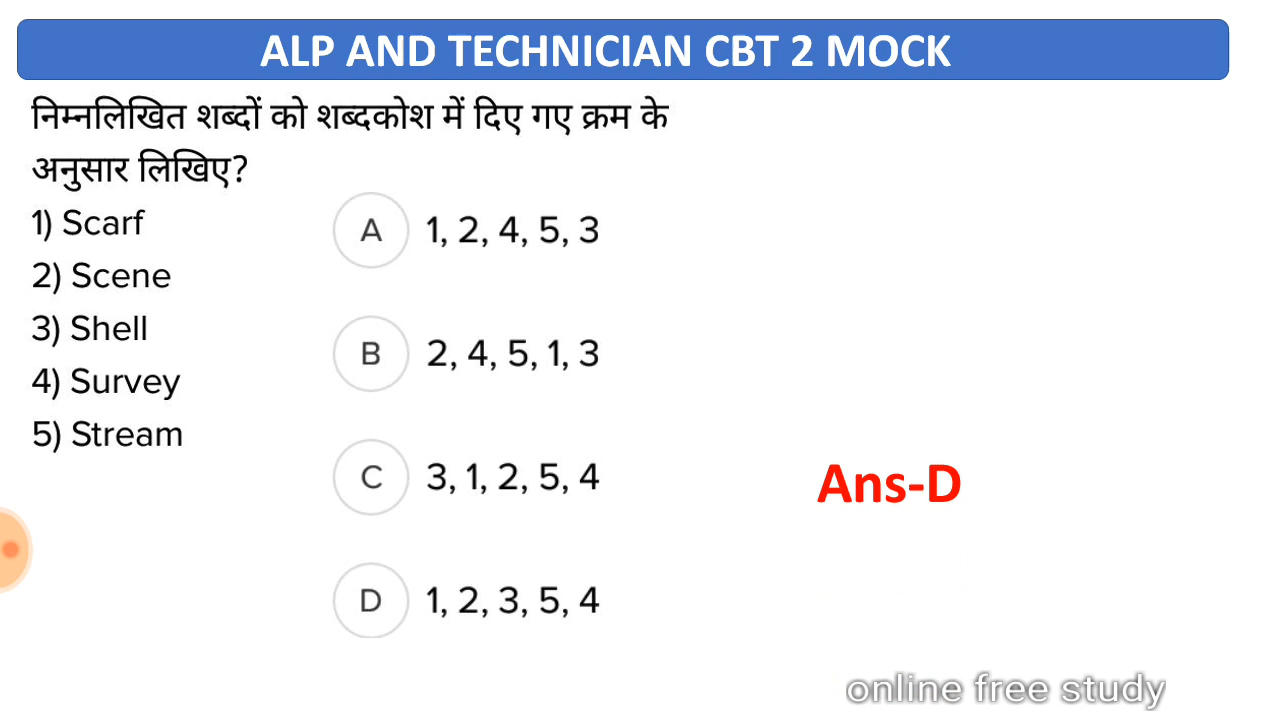 ALP AND TECHNICIAN CBT 2 MOCK
निम्नलिखित शब्दों को शब्दकोश में दिए गए क्रम के
अनुसार लिखिए?
1) Scarf
2) Scene
3) Shell
4) Survey
5) Stream
A 1, 2, 4, 5, 3
B 2, 4, 5, 1, 3
C 3, 1, 2, 5, 4
D 1, 2, 3, 5, 4
Ans-D
online free study